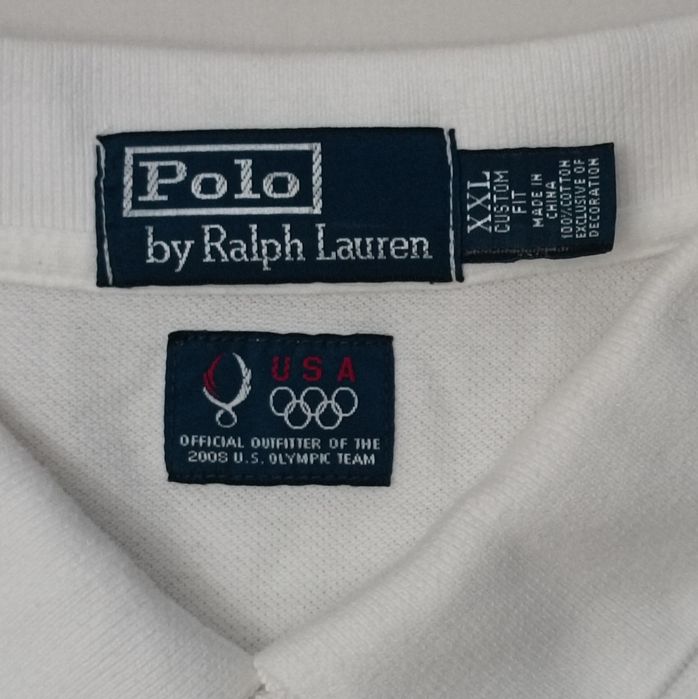 Polo
by Ralph Lauren
XXL
CUSTOM
FIT
MADE IN
CHINA
100% COTTON
EXCLUSIVE OF
DECORATION
USA
OFFICIAL OUTFITTER OF THE
2008 U.S. OLYMPIC TEAM